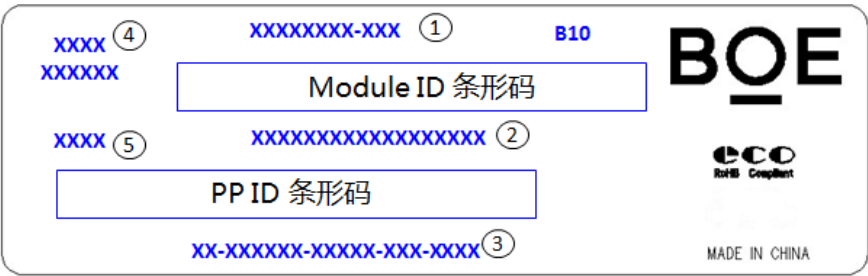 XXXX ④ XXXXXXXX-XXX ① B10
XXXXXX
BOE
Module ID 条形码
XXXX ⑤ XXXXXXXXXXXXXXXXXX ②
eco
RoHS Compliant
PP ID 条形码
XX-XXXXXX-XXXXX-XXX-XXXX ③
MADE IN CHINA